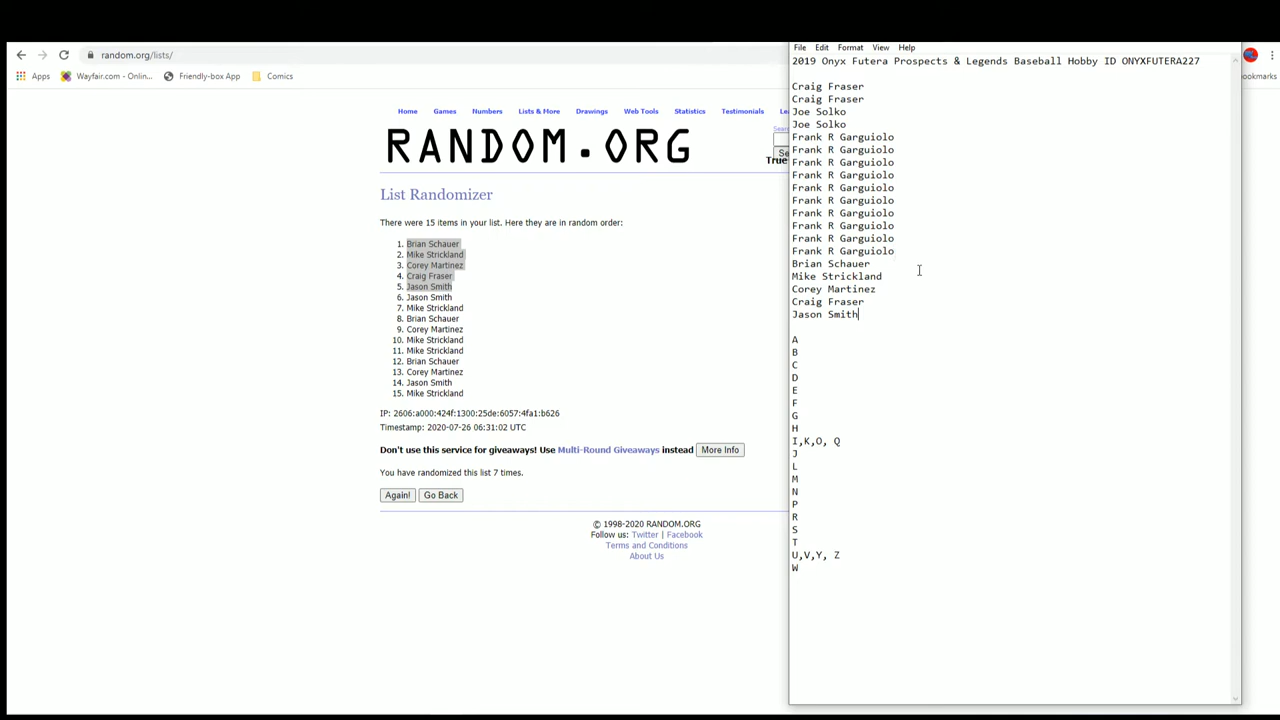 random.org/lists/
Apps
Wayfair.com - Onlin...
Friendly-box App
Comics
ookmarks
Home
Games
Numbers
Lists & More
Drawings
Web Tools
Statistics
Testimonials
Le
Sear
RANDOM.ORG
Se
True
List Randomizer
There were 15 items in your list. Here they are in random order:
1. Brian Schauer
2. Mike Strickland
3. Corey Martinez
4. Craig Fraser
5. Jason Smith
6. Jason Smith
7. Mike Strickland
8. Brian Schauer
9. Corey Martinez
10. Mike Strickland
11. Mike Strickland
12. Brian Schauer
13. Corey Martinez
14. Jason Smith
15. Mike Strickland
IP: 2606:a000:424f:1300:25de:6057:4fa1:b626
Timestamp: 2020-07-26 06:31:02 UTC
Don't use this service for giveaways! Use Multi-Round Giveaways instead More Info
You have randomized this list 7 times.
Again! Go Back
© 1998-2020 RANDOM.ORG
Follow us: Twitter | Facebook
Terms and Conditions
About Us
File Edit Format View Help
2019 Onyx Futera Prospects & Legends Baseball Hobby ID ONYXFUTERA227
Craig Fraser
Craig Fraser
Joe Solko
Joe Solko
Frank R Garguiolo
Frank R Garguiolo
Frank R Garguiolo
Frank R Garguiolo
Frank R Garguiolo
Frank R Garguiolo
Frank R Garguiolo
Frank R Garguiolo
Frank R Garguiolo
Frank R Garguiolo
Brian Schauer
Mike Strickland
Corey Martinez
Craig Fraser
Jason Smith
A
B
C
D
E
F
G
H
I,K,O, Q
J
L
M
N
P
R
S
T
U,V,Y, Z
W